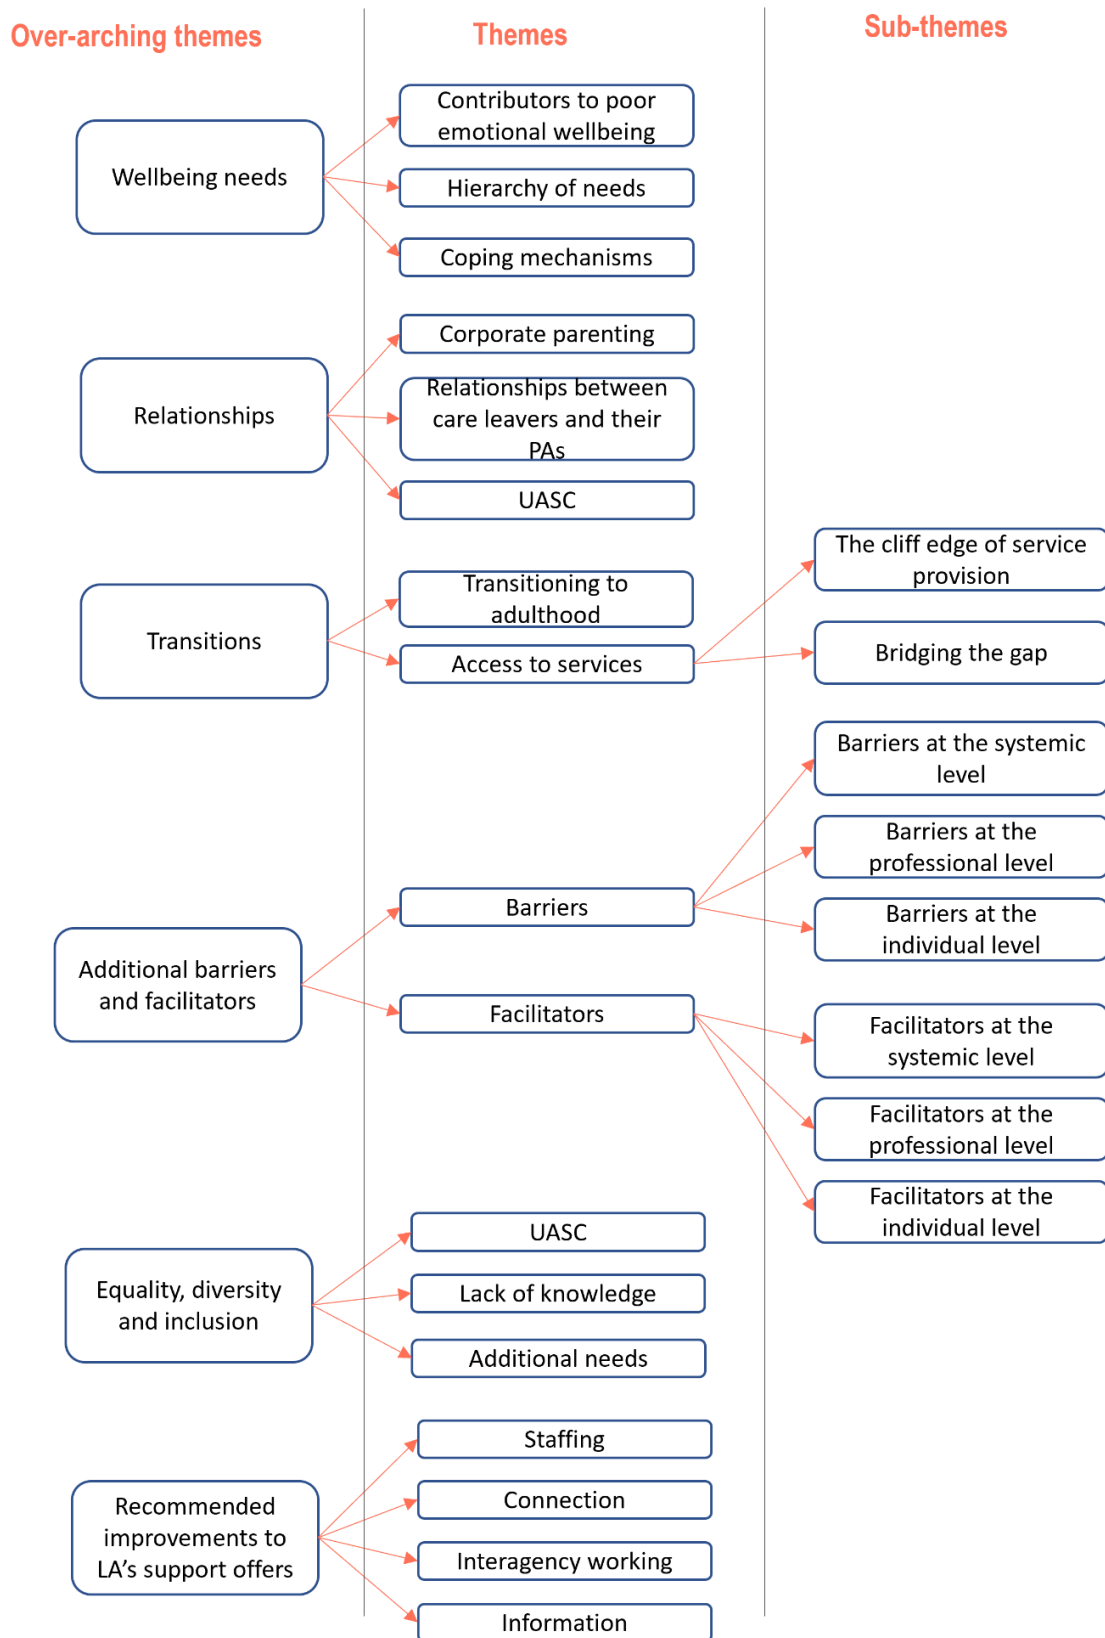 Over-arching themes
Themes
Sub-themes
Wellbeing needs
Contributors to poor
emotional wellbeing
Hierarchy of needs
Coping mechanisms
Relationships
Corporate parenting
Relationships between
care leavers and their
PAs
UASC
Transitions
Transitioning to
adulthood
Access to services
The cliff edge of service
provision
Bridging the gap
Additional barriers
and facilitators
Barriers
Barriers at the systemic
level
Barriers at the
professional level
Barriers at the
individual level
Facilitators
Facilitators at the
systemic level
Facilitators at the
professional level
Facilitators at the
individual level
Equality, diversity
and inclusion
UASC
Lack of knowledge
Additional needs
Recommended
improvements to
LA’s support offers
Staffing
Connection
Interagency working
Information